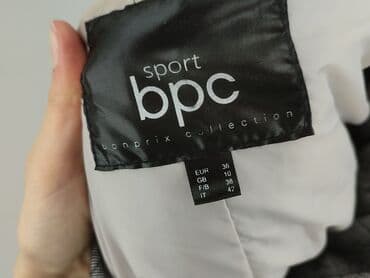 sport
bpc
bonprix collection
EUR 36
GB 10
F/B 38
IT 42